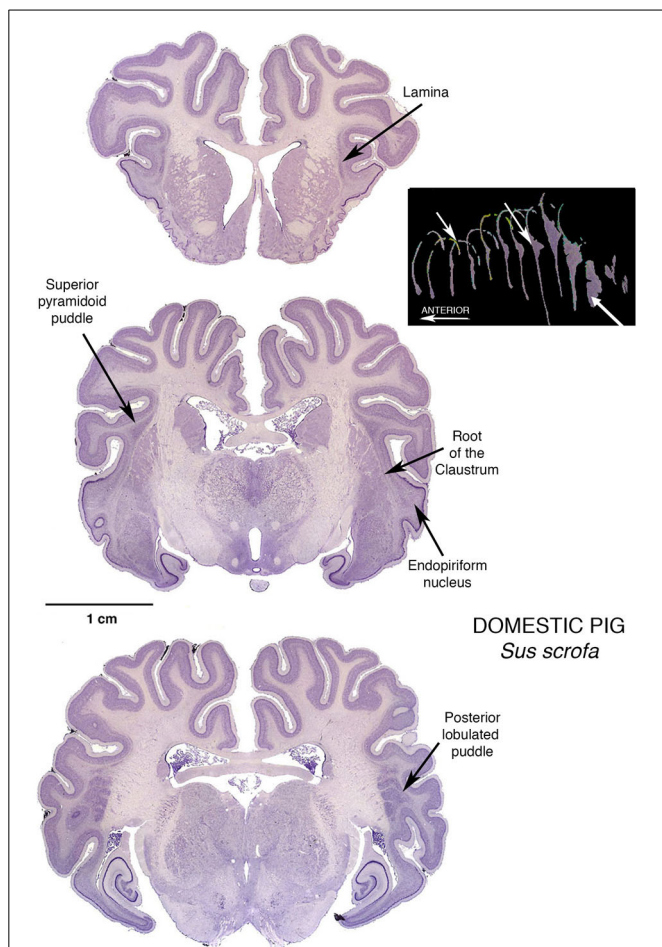 Lamina
Superior
pyramidoid
puddle
ANTERIOR
Root
of the
Claustrum
Endopiriform
nucleus
1 cm
DOMESTIC PIG
Sus scrofa
Posterior
lobulated
puddle